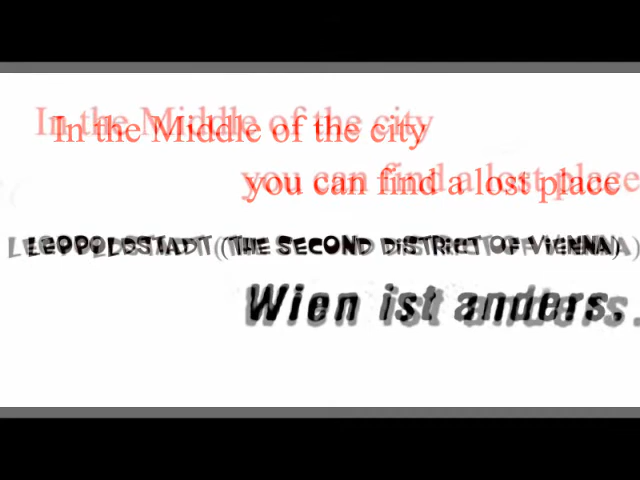 In the Middle of the city
you can find a lost place
LEOPOLDSTADT (THE SECOND DISTRICT OF VIENNA)
Wien ist anders.